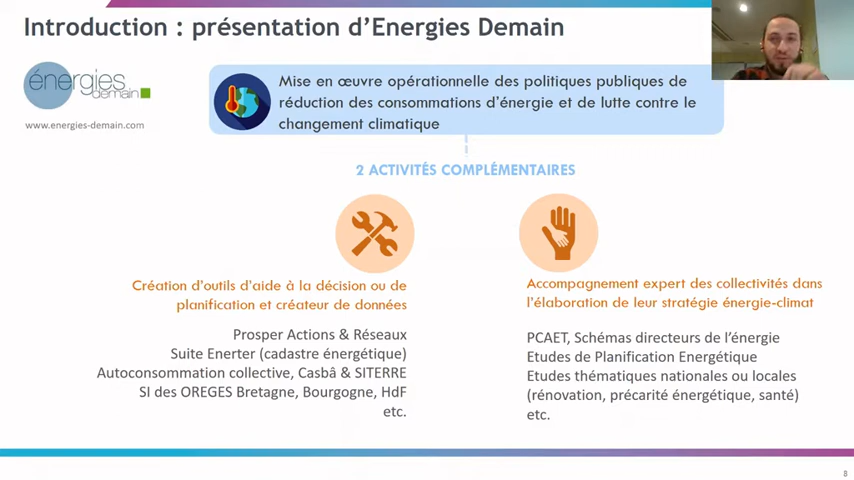 Introduction : présentation d’Energies Demain
énergies
demain
www.energies-demain.com
Mise en œuvre opérationnelle des politiques publiques de
réduction des consommations d’énergie et de lutte contre le
changement climatique
2 ACTIVITÉS COMPLÉMENTAIRES
Création d’outils d’aide à la décision ou de
planification et créateur de données
Prosper Actions & Réseaux
Suite Enerter (cadastre énergétique)
Autoconsommation collective, Casbâ & SITERRE
SI des OREGES Bretagne, Bourgogne, HdF
etc.
Accompagnement expert des collectivités dans
l’élaboration de leur stratégie énergie-climat
PCAET, Schémas directeurs de l’énergie
Etudes de Planification Energétique
Etudes thématiques nationales ou locales
(rénovation, précarité énergétique, santé)
etc.
8